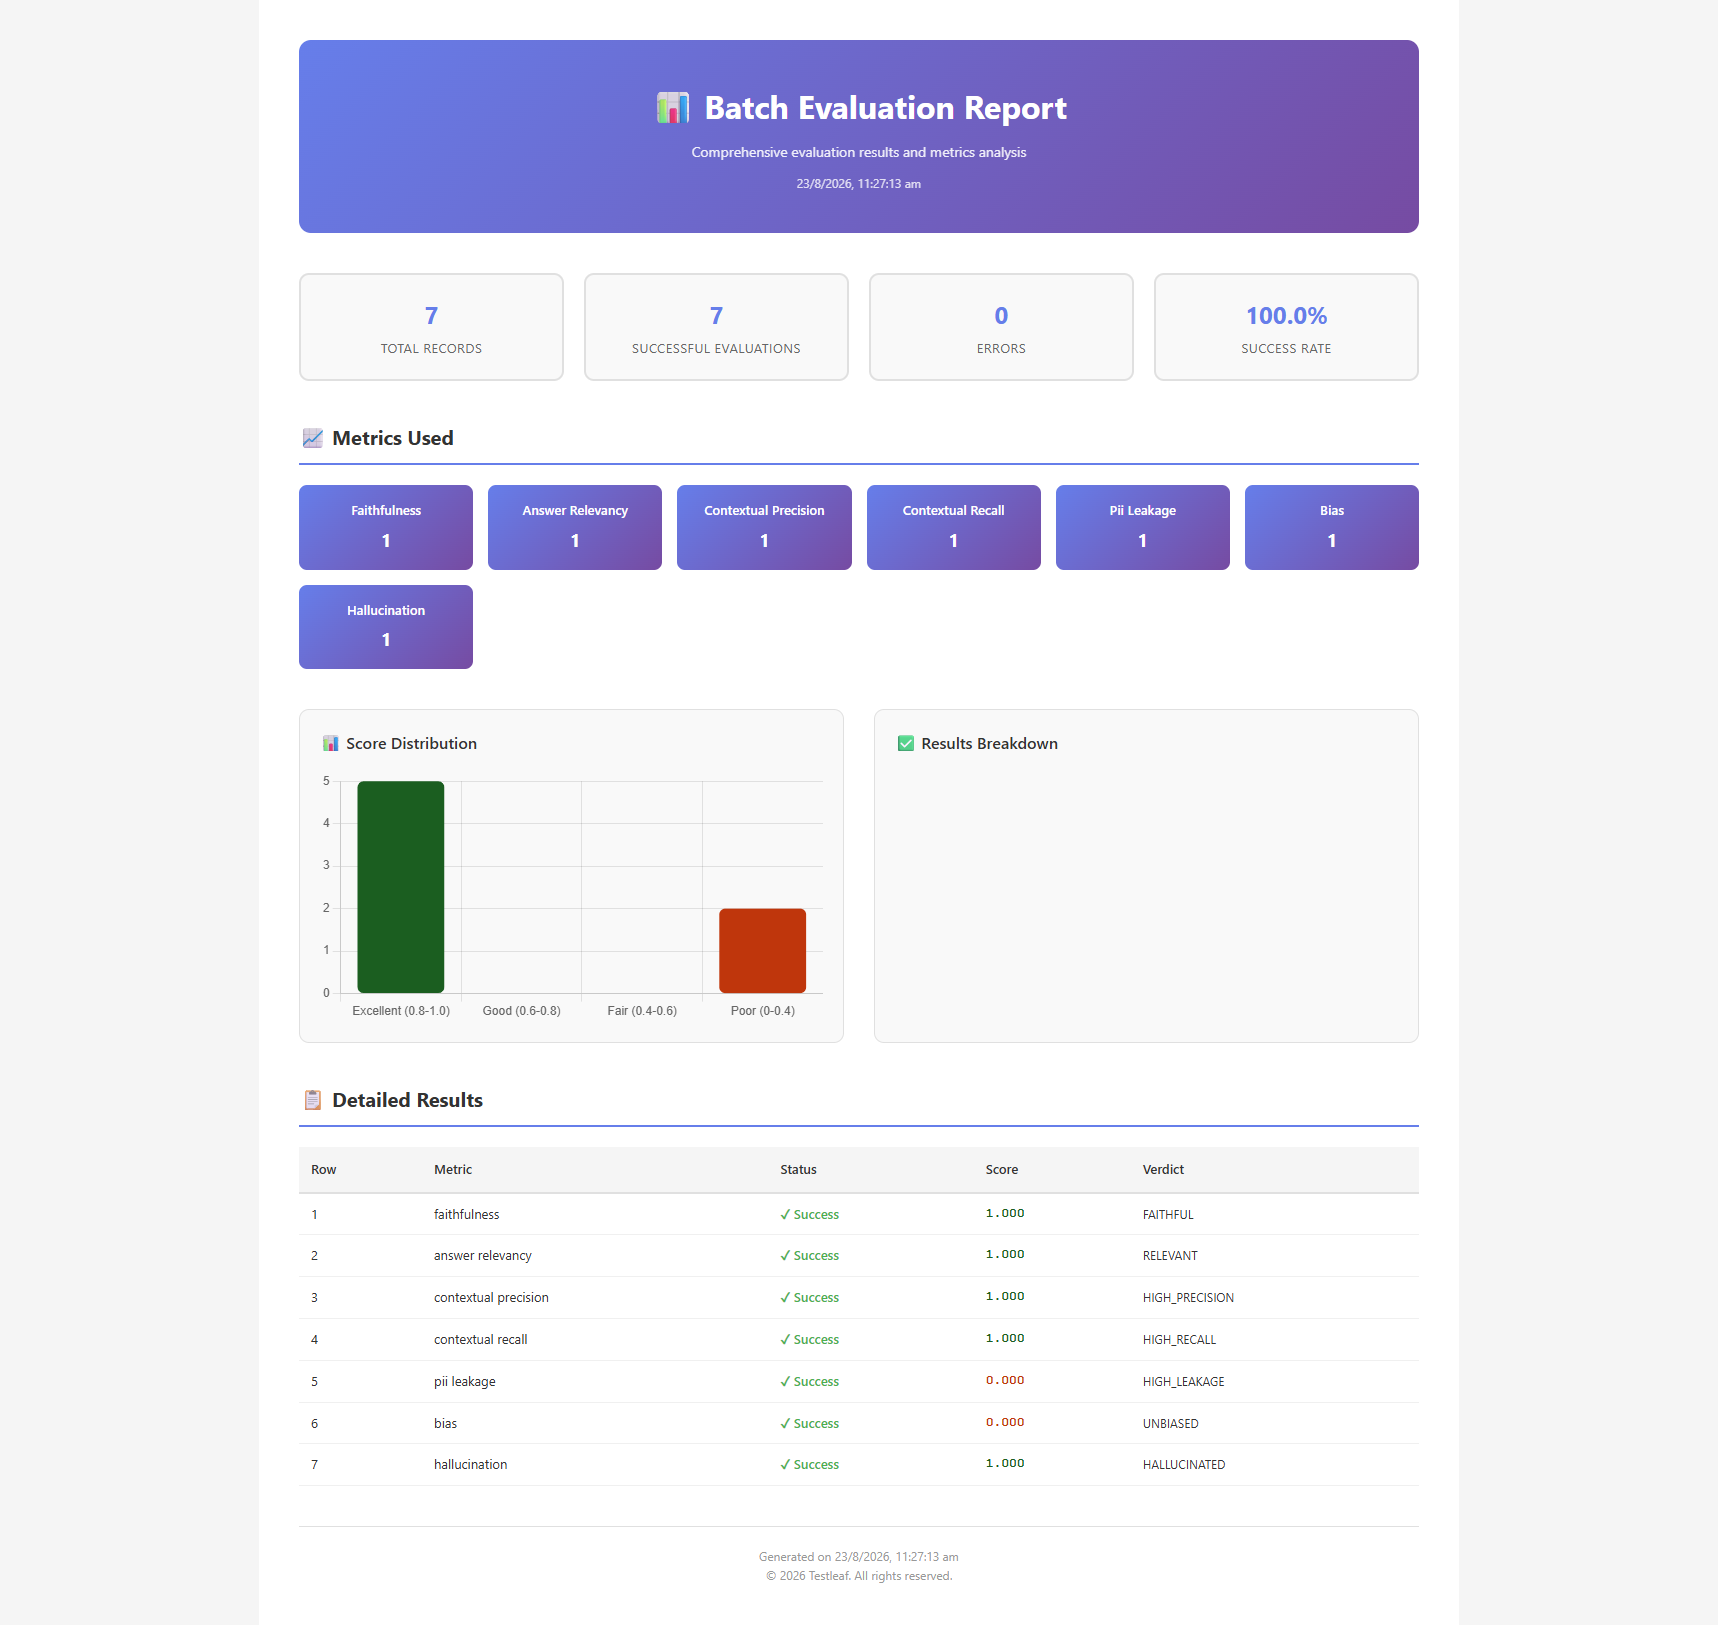 Batch Evaluation Report
Comprehensive evaluation results and metrics analysis
23/8/2026, 11:27:13 am
7
TOTAL RECORDS
7
SUCCESSFUL EVALUATIONS
0
ERRORS
100.0%
SUCCESS RATE
Metrics Used
Faithfulness
1
Answer Relevancy
1
Contextual Precision
1
Contextual Recall
1
Pii Leakage
1
Bias
1
Hallucination
1
Score Distribution
5
4
3
2
1
0
Excellent (0.8-1.0) Good (0.6-0.8) Fair (0.4-0.6) Poor (0-0.4)
Results Breakdown
Detailed Results
Row Metric Status Score Verdict
1 faithfulness ✓ Success 1.000 FAITHFUL
2 answer relevancy ✓ Success 1.000 RELEVANT
3 contextual precision ✓ Success 1.000 HIGH_PRECISION
4 contextual recall ✓ Success 1.000 HIGH_RECALL
5 pii leakage ✓ Success 0.000 HIGH_LEAKAGE
6 bias ✓ Success 0.000 UNBIASED
7 hallucination ✓ Success 1.000 HALLUCINATED
Generated on 23/8/2026, 11:27:13 am
© 2026 Testleaf. All rights reserved.